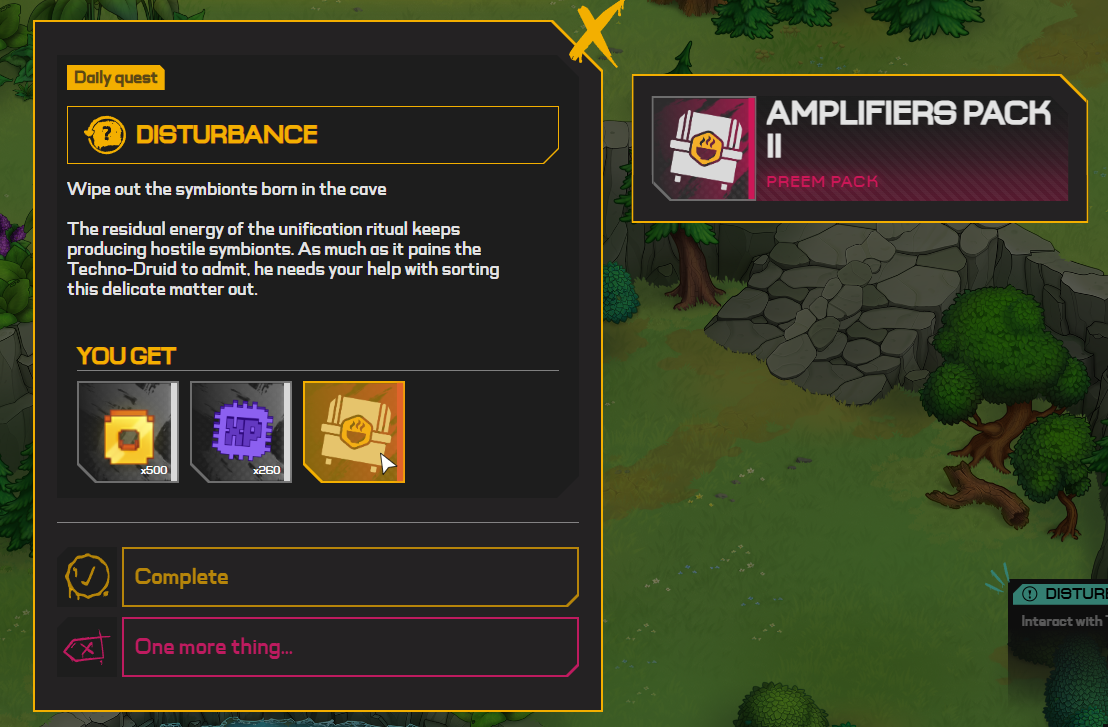 Daily quest
DISTURBANCE
Wipe out the symbionts born in the cave
The residual energy of the unification ritual keeps
producing hostile symbionts. As much as it pains the
Techno-Druid to admit, he needs your help with sorting
this delicate matter out.
YOU GET
x500
XP
x260
Complete
One more thing...
AMPLIFIERS PACK
II
PREEM PACK
Interact with